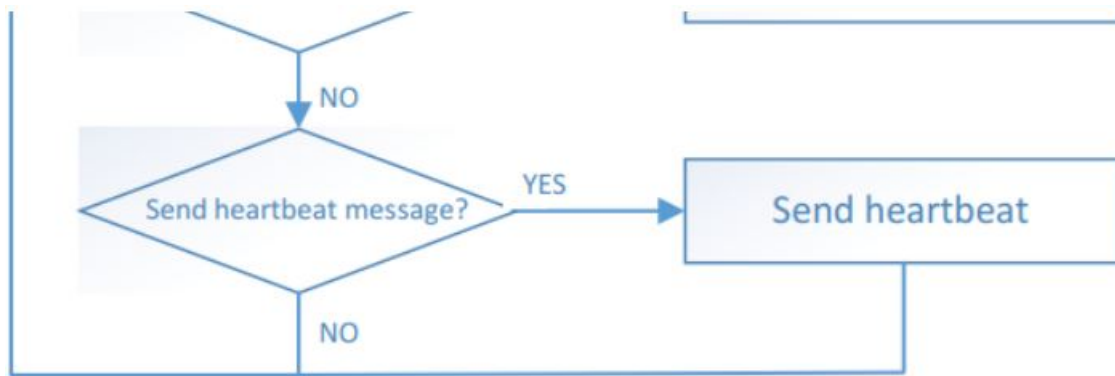 NO
YES
Send heartbeat message?
Send heartbeat
NO